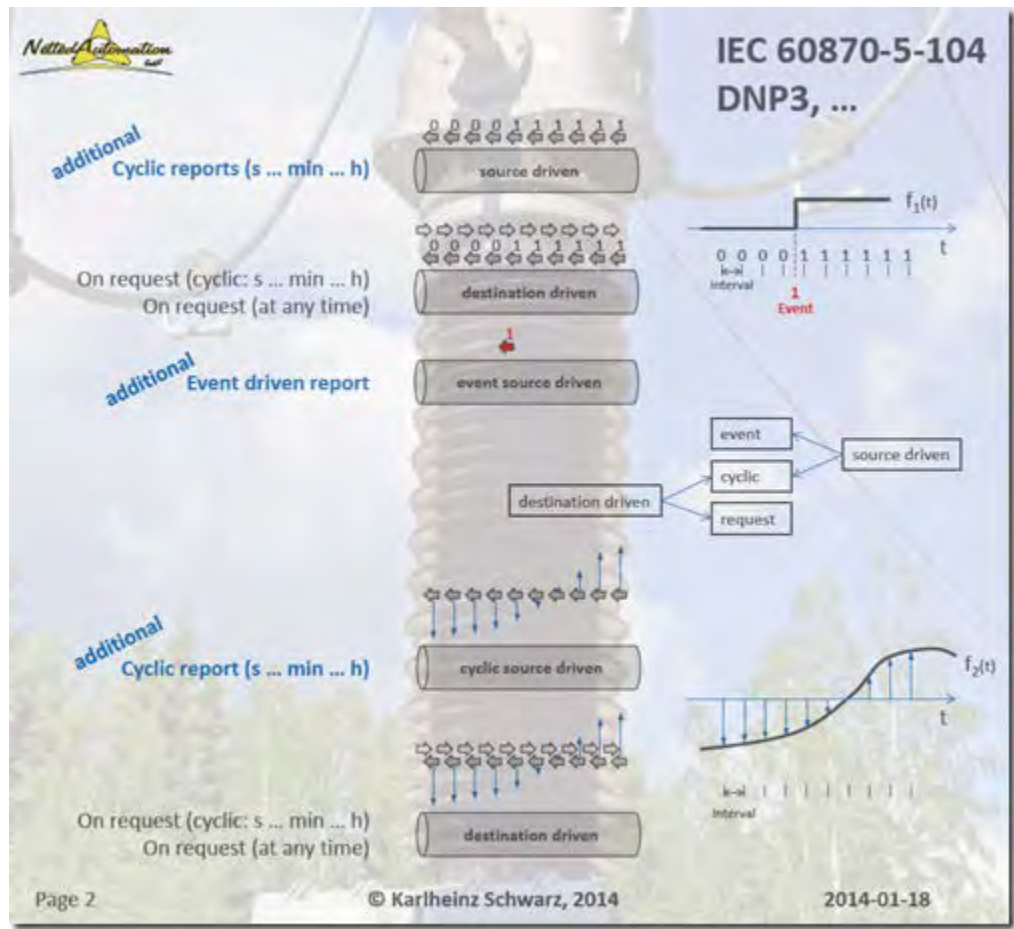 NettedAutomation
GmbH
IEC 60870-5-104
DNP3, ...
0 0 0 0 1 1 1 1 1 1
additional
Cyclic reports (s ... min ... h)
source driven
f1(t)
t
0 0 0 0 1 1 1 1 1 1
interval
1
Event
0 0 0 0 1 1 1 1 1 1
On request (cyclic: s ... min ... h)
On request (at any time)
destination driven
1
additional
Event driven report
event source driven
event
source driven
cyclic
destination driven
request
additional
Cyclic report (s ... min ... h)
cyclic source driven
f2(t)
t
interval
On request (cyclic: s ... min ... h)
On request (at any time)
destination driven
Page 2
© Karlheinz Schwarz, 2014
2014-01-18